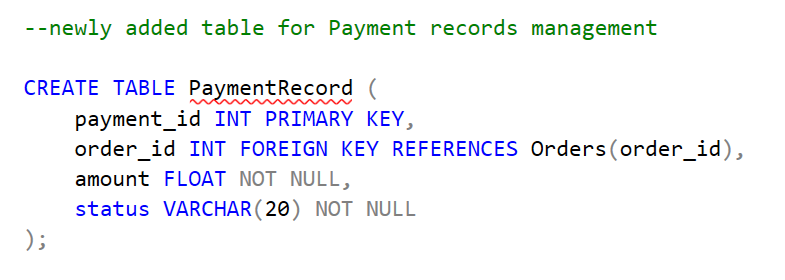 --newly added table for Payment records management
CREATE TABLE PaymentRecord (
payment_id INT PRIMARY KEY,
order_id INT FOREIGN KEY REFERENCES Orders(order_id),
amount FLOAT NOT NULL,
status VARCHAR(20) NOT NULL
);